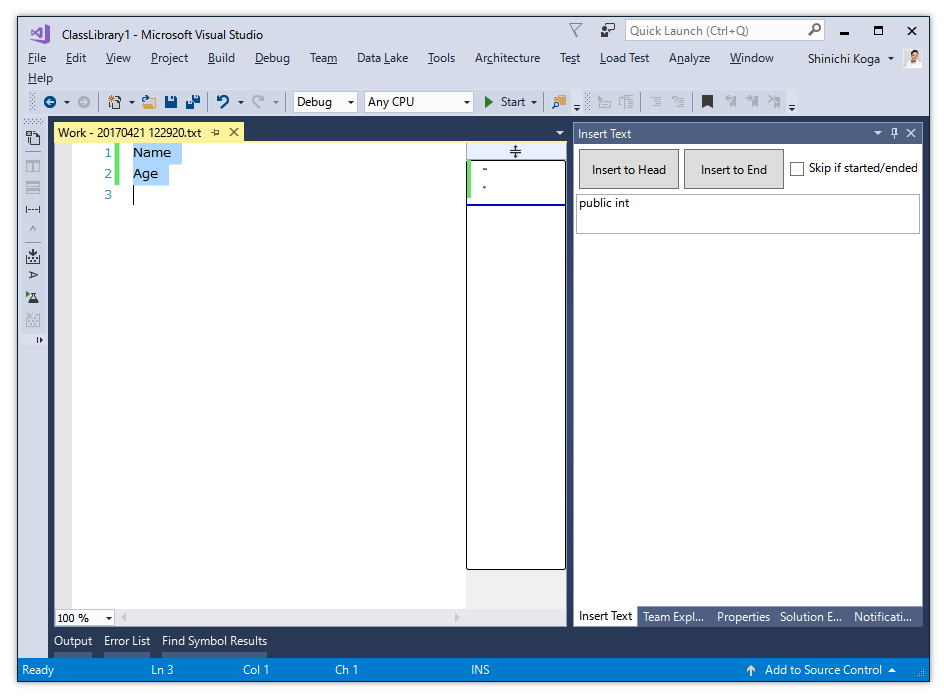 ClassLibrary1 - Microsoft Visual Studio
Quick Launch (Ctrl+Q)
File Edit View Project Build Debug Team Data Lake Tools Architecture Test Load Test Analyze Window Shinichi Koga
Help
Debug Any CPU Start
Work - 20170421 122920.txt
Insert Text
1 Name
2 Age
3
Insert to Head Insert to End Skip if started/ended
public int
100 %
Insert Text Team Expl... Properties Solution E... Notificati...
Output Error List Find Symbol Results
Ready Ln 3 Col 1 Ch 1 INS Add to Source Control